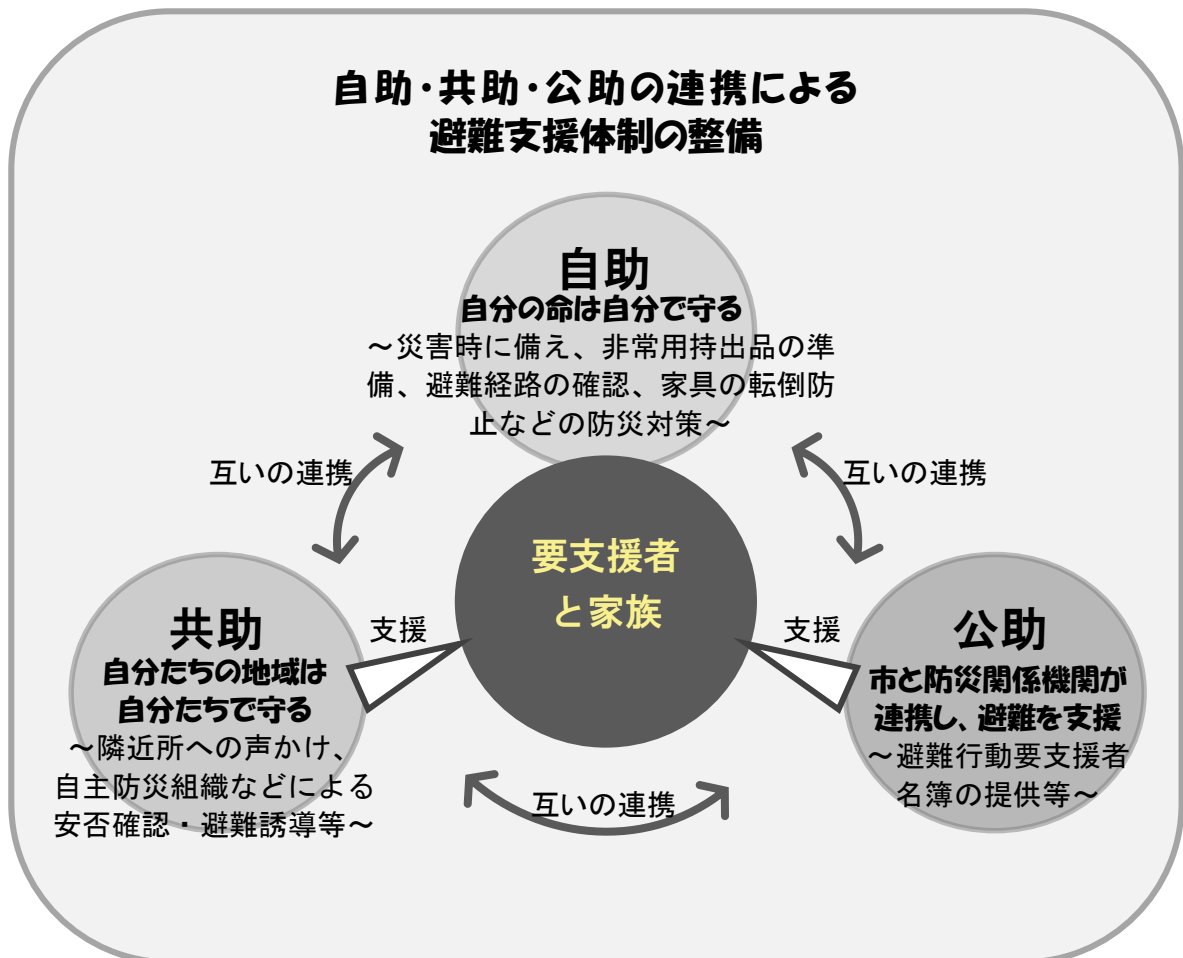 自助・共助・公助の連携による
避難支援体制の整備
自助
自分の命は自分で守る
～災害時に備え、非常用持出品の準
備、避難経路の確認、家具の転倒防
止などの防災対策～
互いの連携
互いの連携
要支援者
と家族
共助
自分たちの地域は
自分たちで守る
～隣近所への声かけ、
自主防災組織などによる
安否確認・避難誘導等～
支援
支援
公助
市と防災関係機関が
連携し、避難を支援
～避難行動要支援者
名簿の提供等～
互いの連携